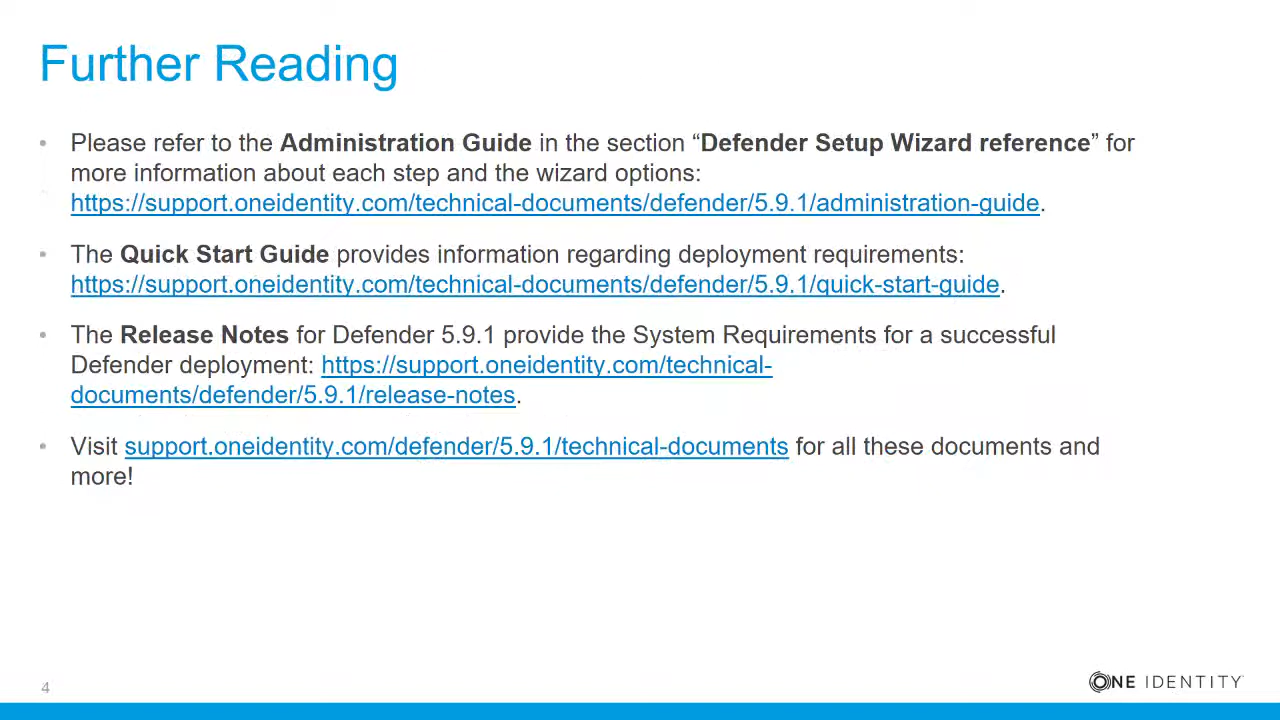 Further Reading
• Please refer to the Administration Guide in the section “Defender Setup Wizard reference” for
more information about each step and the wizard options:
https://support.oneidentity.com/technical-documents/defender/5.9.1/administration-guide.
• The Quick Start Guide provides information regarding deployment requirements:
https://support.oneidentity.com/technical-documents/defender/5.9.1/quick-start-guide.
• The Release Notes for Defender 5.9.1 provide the System Requirements for a successful
Defender deployment: https://support.oneidentity.com/technical-
documents/defender/5.9.1/release-notes.
• Visit support.oneidentity.com/defender/5.9.1/technical-documents for all these documents and
more!
4
ONE IDENTITY